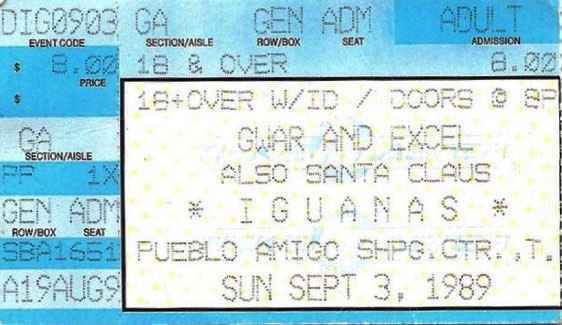 DIG0903 GA GEN ADM ADULT
EVENT CODE SECTION/AISLE ROW/BOX SEAT ADMISSION
$ 8.00 18 & OVER 8.00
PRICE
$
18+OVER W/ID / DOORS @ 8P
GA GWAR AND EXCEL
SECTION/AISLE
ALSO SANTA CLAUS
1X
GEN ADM * IGUANAS *
ROW/BOX SEAT
SBA1651 PUEBLO AMIGO SHPG.CTR.,T.
A19AUG9 SUN SEPT 3, 1989